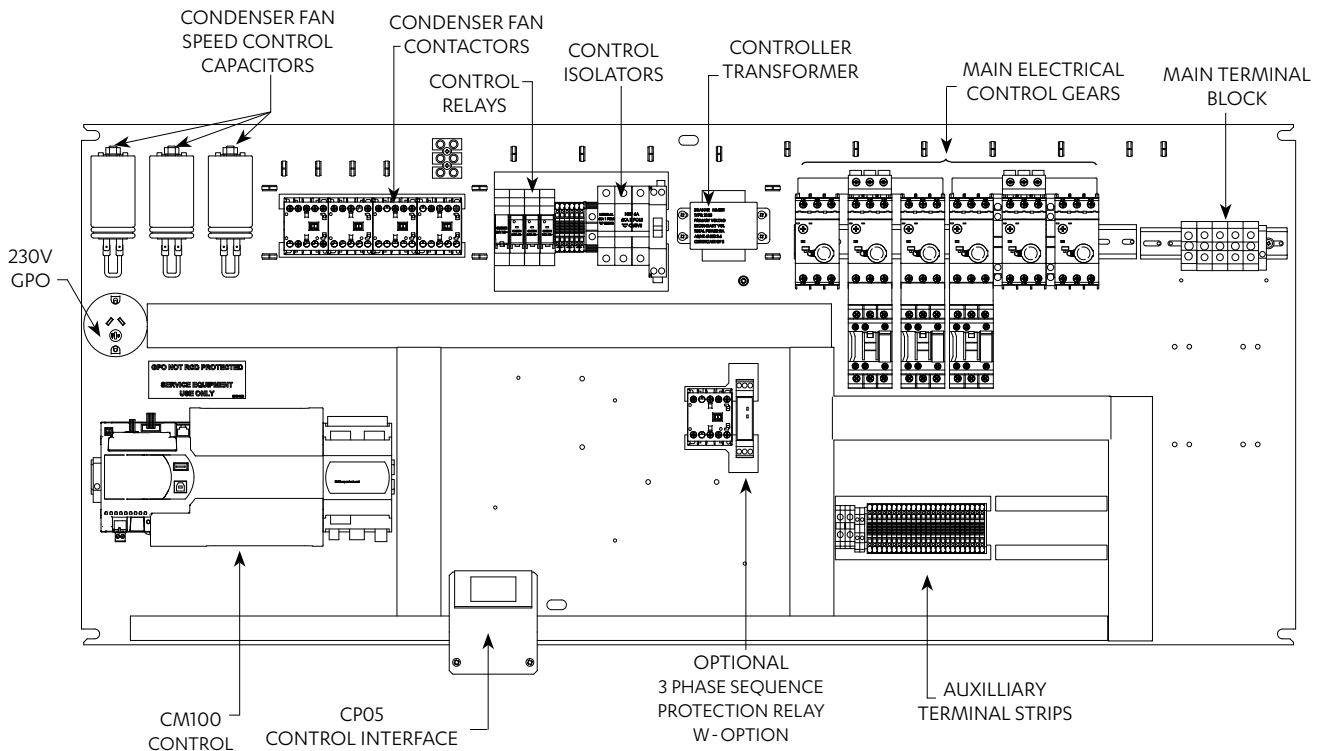 CONDENSER FAN
SPEED CONTROL
CAPACITORS
CONDENSER FAN
CONTACTORS
CONTROL
RELAYS
CONTROL
ISOLATORS
CONTROLLER
TRANSFORMER
MAIN ELECTRICAL
CONTROL GEARS
MAIN TERMINAL
BLOCK
230V
GPO
GPO NOT RCD PROTECTED
SERVICE EQUIPMENT
USE ONLY
CM100
CONTROL
CP05
CONTROL INTERFACE
OPTIONAL
3 PHASE SEQUENCE
PROTECTION RELAY
W-OPTION
AUXILLIARY
TERMINAL STRIPS